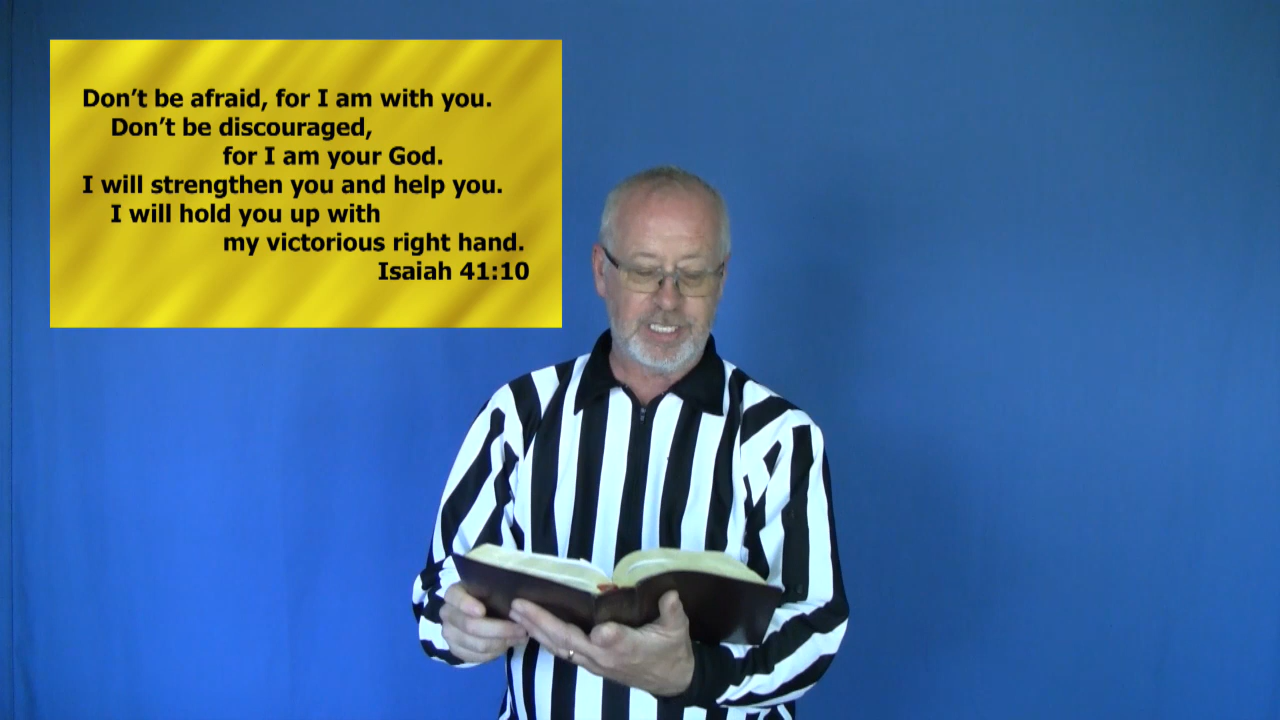 Don't be afraid, for I am with you.
Don't be discouraged,
for I am your God.
I will strengthen you and help you.
I will hold you up with
my victorious right hand.
Isaiah 41:10